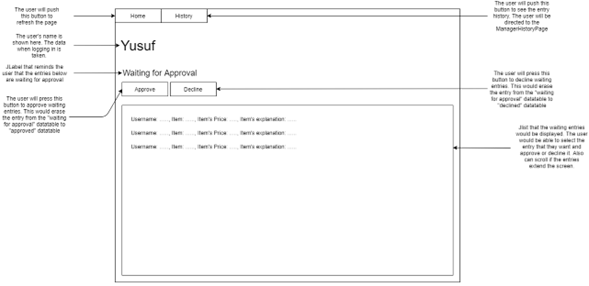 The user will push
this button to
refresh the page
The user's name is
shown here. The data
when logging in is
taken.
JLabel that reminds the
user that the entries below
are waiting for approval
The user will press this
button to approve waiting
entries. This would erase
the entry from the "waiting
for approval" datatable to
"approved" datatable
Home
History
Yusuf
Waiting for Approval
Approve
Decline
Username: ....., Item: ....., Item's Price: ...., Item's explanation: ....
Username: ....., Item: ....., Item's Price: ...., Item's explanation: ....
Username: ....., Item: ....., Item's Price: ...., Item's explanation: ....
The user will push this
button to see the entry
history. The user will be
directed to the
ManagerHistoryPage
The user will press this
button to decline waiting
entries. This would erase
the entry from the "waiting
for approval" datatable to
"declined" datatable
Jlist that the waiting entries
would be displayed. The user
would be able to select the
entry that they want and
approve or decline it. Also
can scroll if the entries
extend the screen